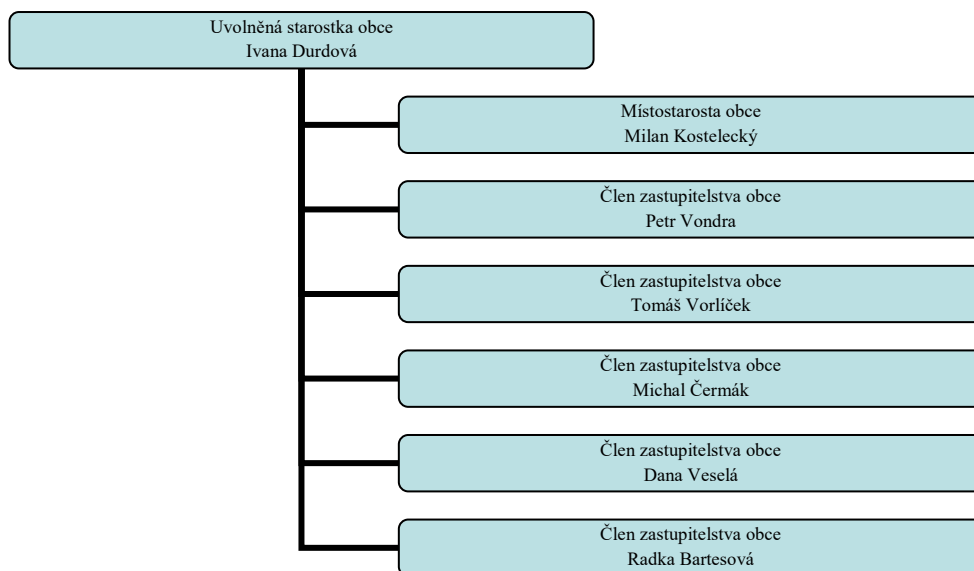 Uvolněná starostka obce
Ivana Durdová
Místostarosta obce
Milan Kostelecký
Člen zastupitelstva obce
Petr Vondra
Člen zastupitelstva obce
Tomáš Vorlíček
Člen zastupitelstva obce
Michal Čermák
Člen zastupitelstva obce
Dana Veselá
Člen zastupitelstva obce
Radka Bartesová